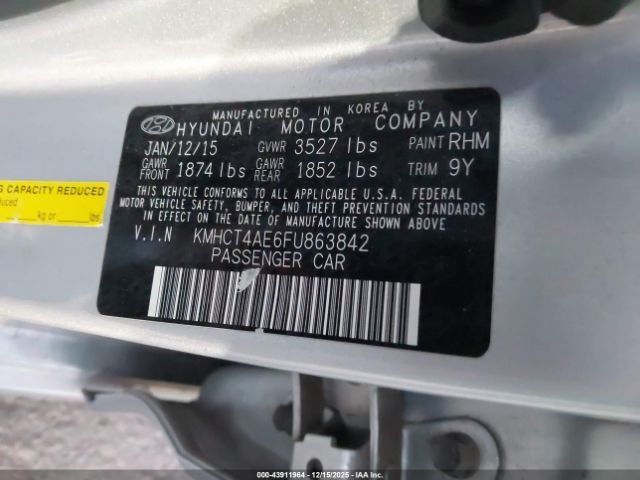 MANUFACTURED IN KOREA BY
HYUNDAI MOTOR COMPANY
JAN/12/15 GVWR 3527 lbs PAINT RHM
GAWR FRONT 1874 lbs GAWR REAR 1852 lbs TRIM 9Y
THIS VEHICLE CONFORMS TO ALL APPLICABLE U.S.A. FEDERAL
MOTOR VEHICLE SAFETY, BUMPER, AND THEFT PREVENTION STANDARDS
IN EFFECT ON THE DATE OF MANUFACTURE SHOWN ABOVE.
V.I.N KMHCT4AE6FU863842
PASSENGER CAR
G CAPACITY REDUCED
educed
kg or lbs.
000-43911964 - 12/15/2025 - IAAI.COM